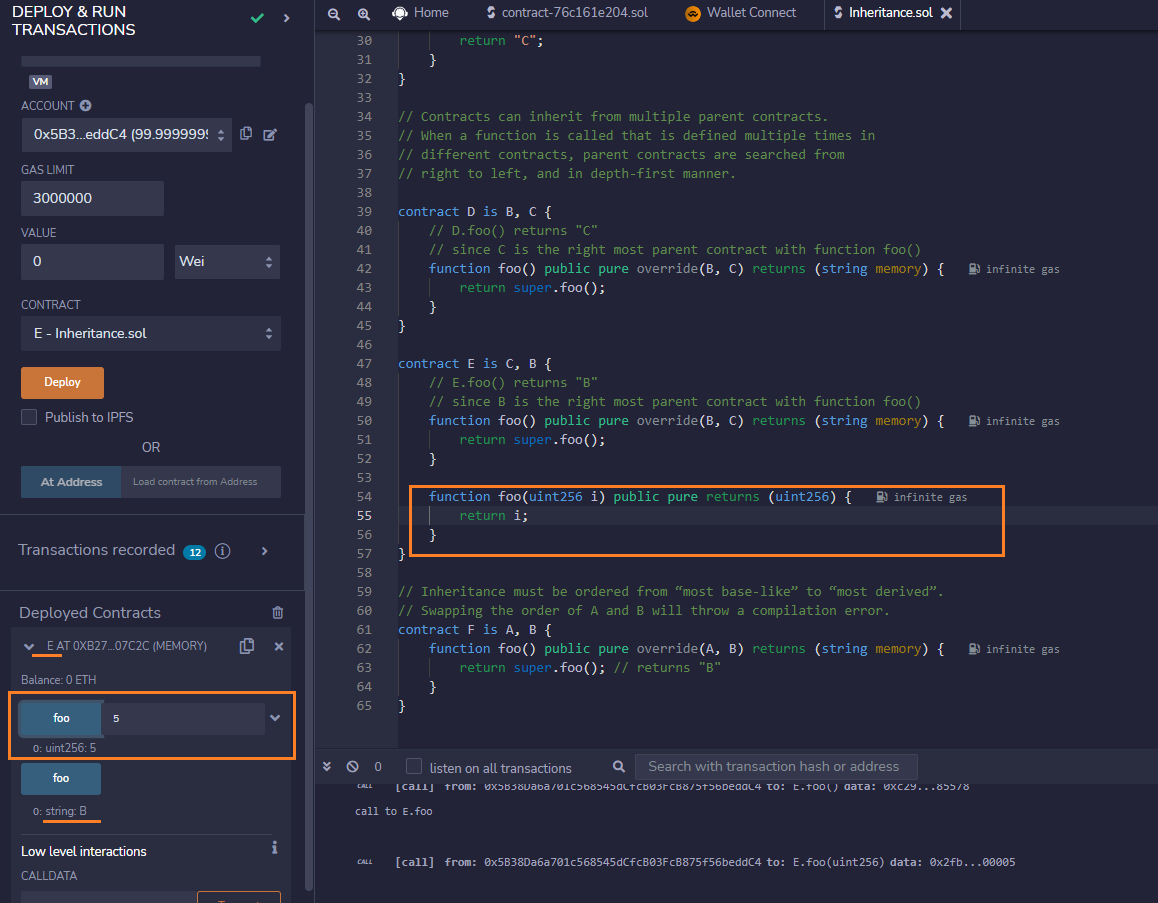 DEPLOY & RUN
TRANSACTIONS
VM
ACCOUNT
0x5B3...eddC4 (99.9999999
GAS LIMIT
3000000
VALUE
0
Wei
CONTRACT
E - Inheritance.sol
Deploy
Publish to IPFS
OR
At Address
Load contract from Address
Transactions recorded 12 i
Deployed Contracts
E AT 0XB27...07C2C (MEMORY)
Balance: 0 ETH
foo 5
0: uint256: 5
foo
0: string: B
Low level interactions i
CALLDATA
Home contract-76c161e204.sol Wallet Connect Inheritance.sol
30 return "C";
31 }
32 }
33
34 // Contracts can inherit from multiple parent contracts.
35 // When a function is called that is defined multiple times in
36 // different contracts, parent contracts are searched from
37 // right to left, and in depth-first manner.
38
39 contract D is B, C {
40 // D.foo() returns "C"
41 // since C is the right most parent contract with function foo()
42 function foo() public pure override(B, C) returns (string memory) { infinite gas
43 return super.foo();
44 }
45 }
46
47 contract E is C, B {
48 // E.foo() returns "B"
49 // since B is the right most parent contract with function foo()
50 function foo() public pure override(B, C) returns (string memory) { infinite gas
51 return super.foo();
52 }
53
54 function foo(uint256 i) public pure returns (uint256) { infinite gas
55 return i;
56 }
57 }
58
59 // Inheritance must be ordered from “most base-like” to “most derived”.
60 // Swapping the order of A and B will throw a compilation error.
61 contract F is A, B {
62 function foo() public pure override(A, B) returns (string memory) { infinite gas
63 return super.foo(); // returns "B"
64 }
65 }
0 listen on all transactions Search with transaction hash or address
CALL [call] from: 0x5B38Da6a701c568545dCfcB03FcB875f56beddC4 to: E.foo() data: 0xc29...85578
call to E.foo
CALL [call] from: 0x5B38Da6a701c568545dCfcB03FcB875f56beddC4 to: E.foo(uint256) data: 0x2fb...00005